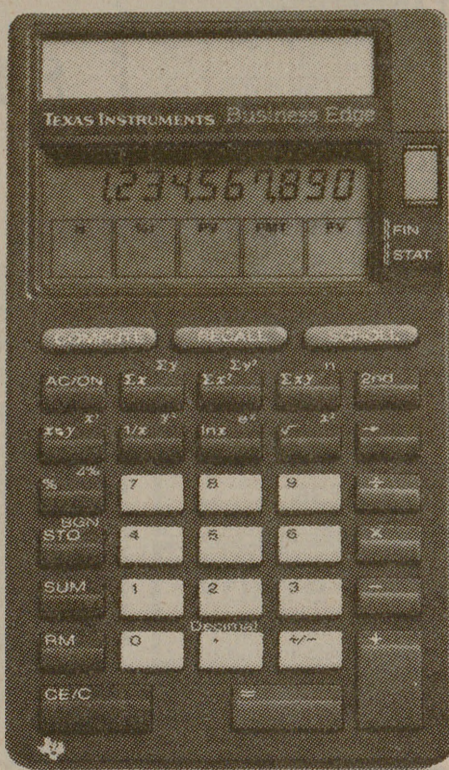 TEXAS INSTRUMENTS Business Edge
1,234,567,890
N %i PV PMT FV
FIN
STAT
COMPUTE RECALL SCROLL
Σy Σy² n
AC/ON Σx Σx² Σxy 2nd
x⇆y 1/x lnx √ →
Δ%
% 7 8 9 ÷
BGN
STO 4 5 6 ×
SUM 1 2 3 −
Decimal
RM 0 . +/− +
CE/C =